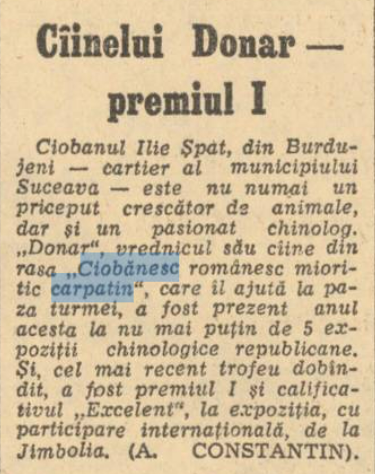 Cîinelui Donar —
premiul I
Ciobanul Ilie Șpat, din Burdu-
jeni — cartier al municipiului
Suceava — este nu numai un
priceput crescător de animale,
dar și un pasionat chinolog.
„Donar“, vrednicul său cîine din
rasa „Ciobănesc românesc miori-
tic carpatin“, care îl ajută la pa-
za turmei, a fost prezent anul
acesta la nu mai puțin de 5 ex-
poziții chinologice republicane.
Și, cel mai recent trofeu dobîn-
dit, a fost premiul I și califica-
tivul „Excelent“, la expoziția, cu
participare internațională, de la
Jimbolia. (A. CONSTANTIN).